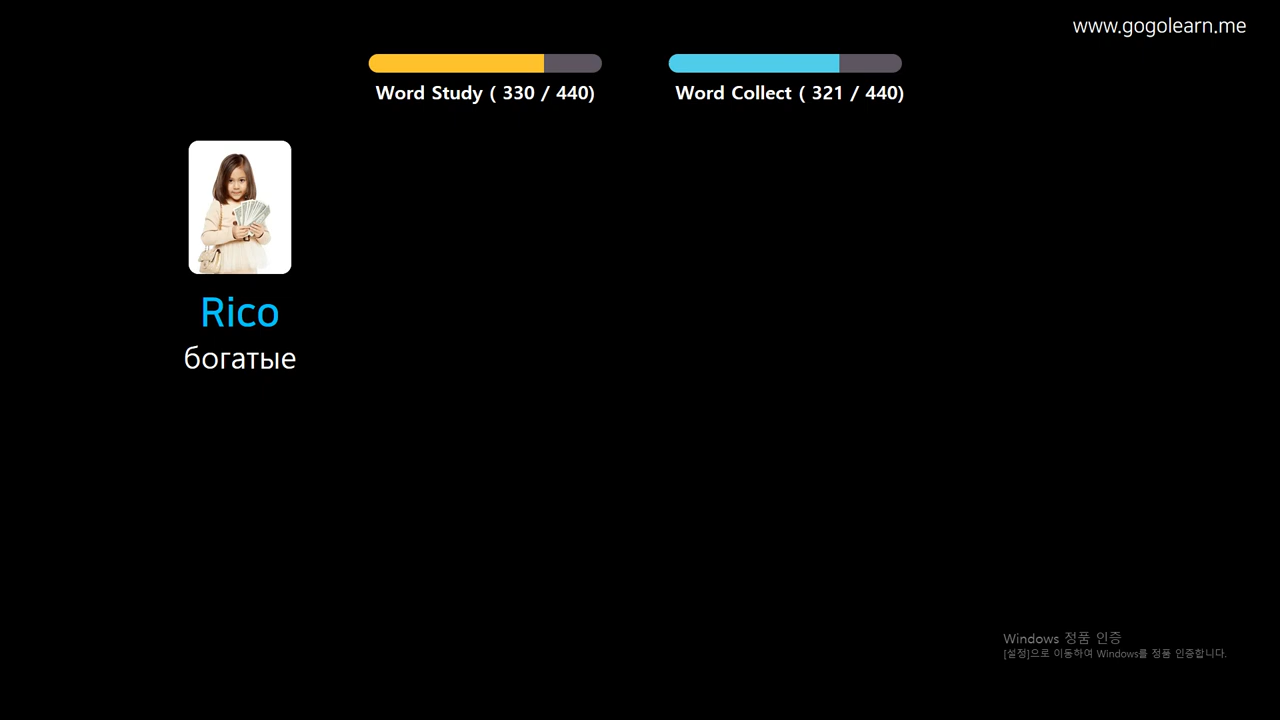 www.gogolearn.me
Word Study ( 330 / 440)
Word Collect ( 321 / 440)
Rico
богатые
Windows 정품 인증
[설정]으로 이동하여 Windows를 정품 인증합니다.